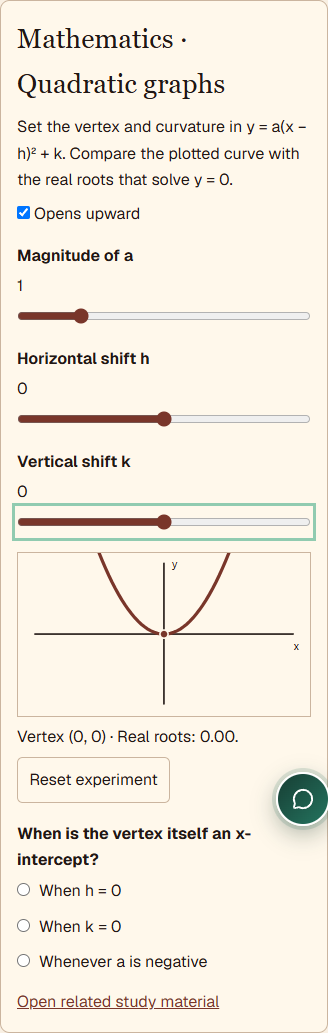 Mathematics ·
Quadratic graphs
Set the vertex and curvature in y = a(x −
h)² + k. Compare the plotted curve with
the real roots that solve y = 0.
Opens upward
Magnitude of a
1
Horizontal shift h
0
Vertical shift k
0
y
x
Vertex (0, 0) · Real roots: 0.00.
Reset experiment
When is the vertex itself an x-
intercept?
When h = 0
When k = 0
Whenever a is negative
Open related study material